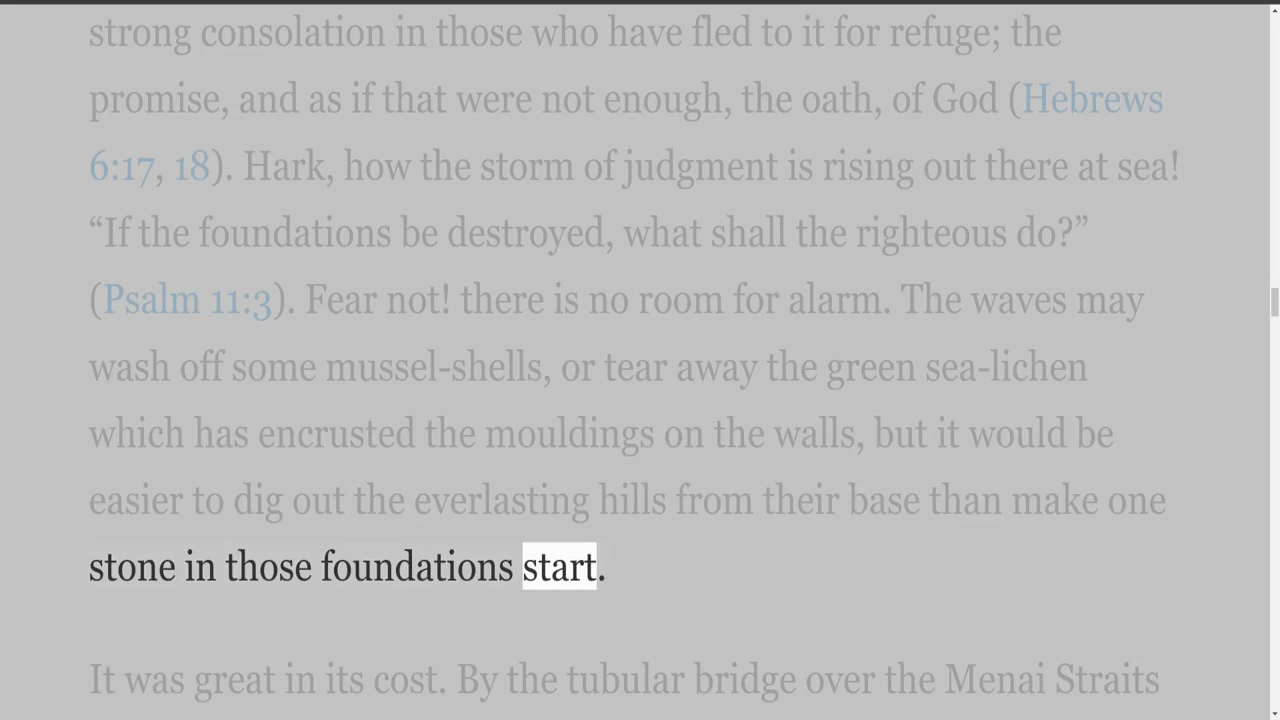 strong consolation in those who have fled to it for refuge; the
promise, and as if that were not enough, the oath, of God (Hebrews
6:17, 18). Hark, how the storm of judgment is rising out there at sea!
“If the foundations be destroyed, what shall the righteous do?”
(Psalm 11:3). Fear not! there is no room for alarm. The waves may
wash off some mussel-shells, or tear away the green sea-lichen
which has encrusted the mouldings on the walls, but it would be
easier to dig out the everlasting hills from their base than make one
stone in those foundations start.
It was great in its cost. By the tubular bridge over the Menai Straits